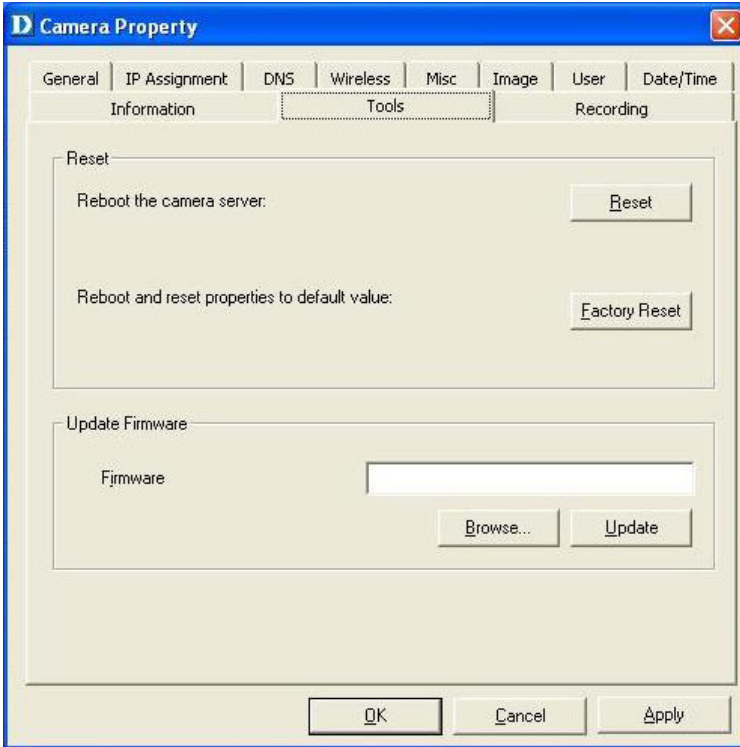 D Camera Property
General IP Assignment DNS Wireless Misc Image User Date/Time
Information Tools Recording
Reset
Reboot the camera server: Reset
Reboot and reset properties to default value: Factory Reset
Update Firmware
Firmware
Browse... Update
OK Cancel Apply